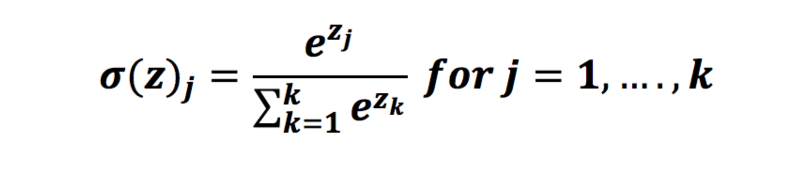 σ(z)ⱼ = e^{zⱼ} / ∑_{k=1}^{k} e^{z_k} for j = 1, … . , k